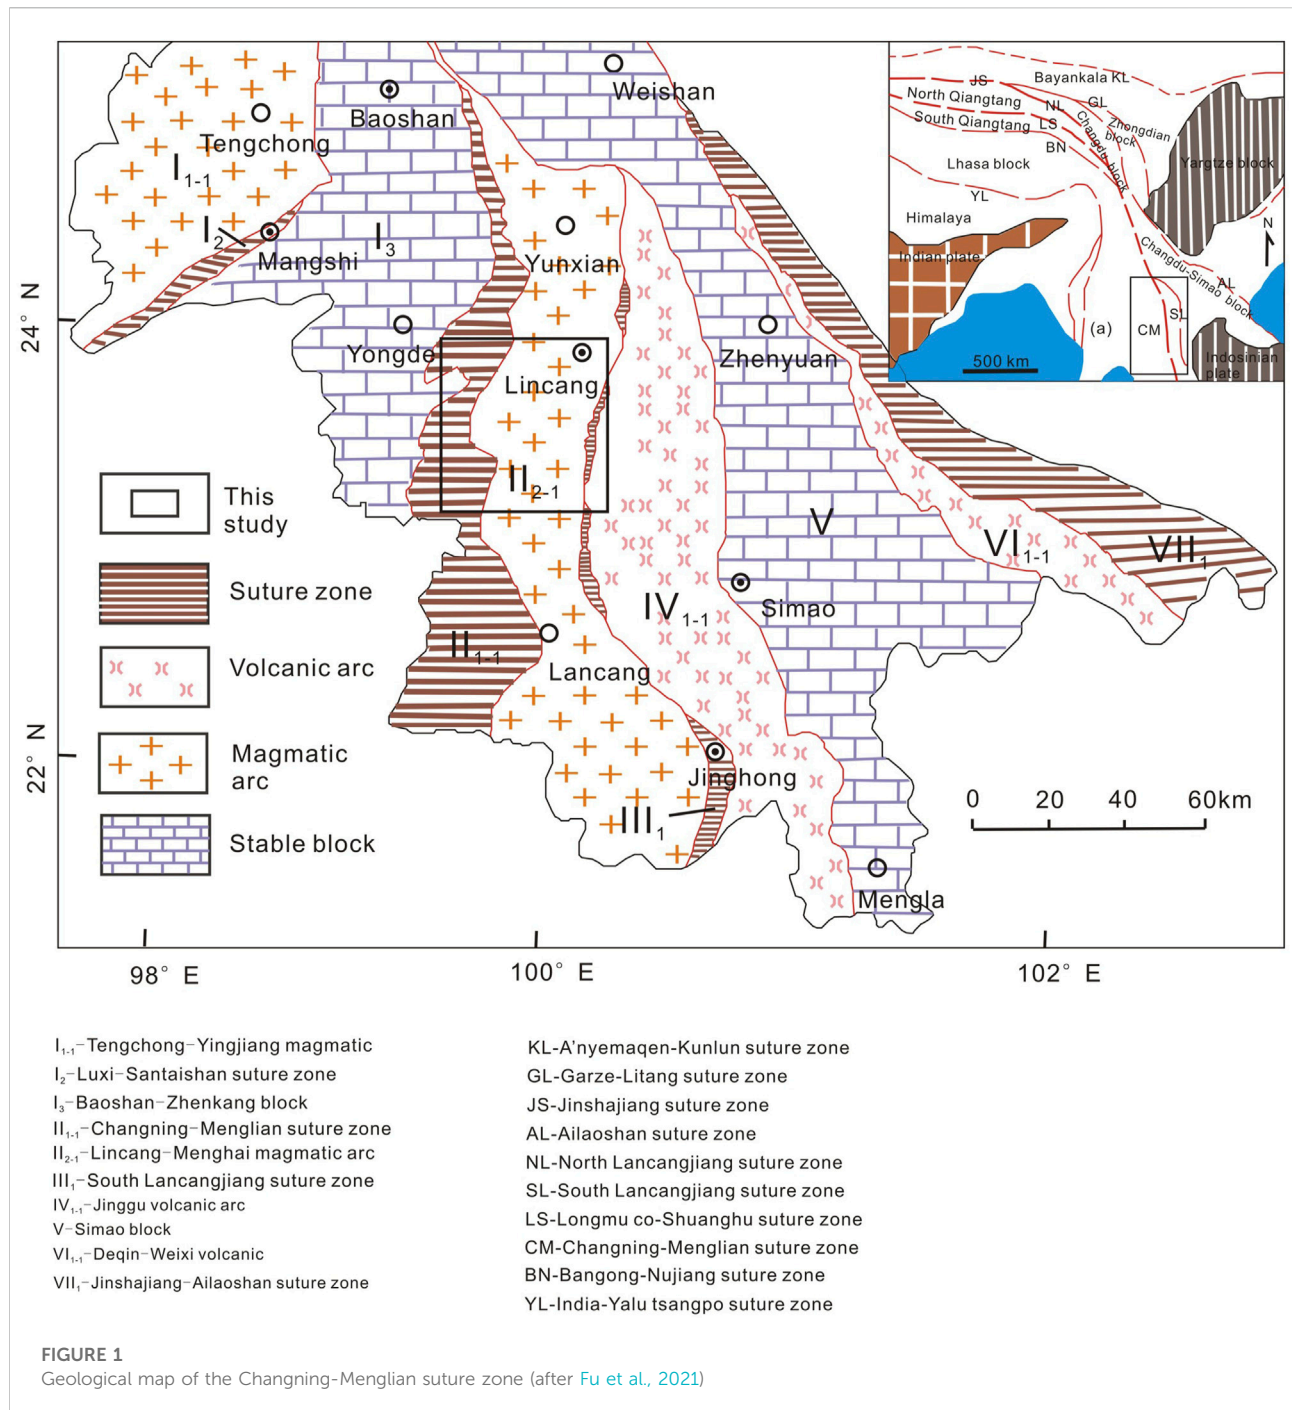 Weishan
Baoshan
Tengchong
I1-1
I2
I3
Mangshi
Yunxian
Yongde
Lincang
Zhenyuan
II2-1
V
VI1-1
VII1
Simao
IV1-1
II1-1
Lancang
Jinghong
III1
Mengla
24° N
22° N
98° E
100° E
102° E
0 20 40 60km
This
study
Suture zone
Volcanic arc
Magmatic
arc
Stable block
JS
Bayankala KL
North Qiangtang
NL
GL
South Qiangtang
LS
Zhongdian
block
Changdu block
BN
Lhasa block
Yargtze block
YL
Himalaya
N
Indian plate
Changdu-Simao block
AL
SL
CM
(a)
500 km
Indosinian
plate
I1-1-Tengchong-Yingjiang magmatic
I2-Luxi-Santaishan suture zone
I3-Baoshan-Zhenkang block
II1-1-Changning-Menglian suture zone
II2-1-Lincang-Menghai magmatic arc
III1-South Lancangjiang suture zone
IV1-1-Jinggu volcanic arc
V-Simao block
VI1-1-Deqin-Weixi volcanic
VII1-Jinshajiang-Ailaoshan suture zone
KL-A'nyemaqen-Kunlun suture zone
GL-Garze-Litang suture zone
JS-Jinshajiang suture zone
AL-Ailaoshan suture zone
NL-North Lancangjiang suture zone
SL-South Lancangjiang suture zone
LS-Longmu co-Shuanghu suture zone
CM-Changning-Menglian suture zone
BN-Bangong-Nujiang suture zone
YL-India-Yalu tsangpo suture zone
FIGURE 1
Geological map of the Changning-Menglian suture zone (after Fu et al., 2021)